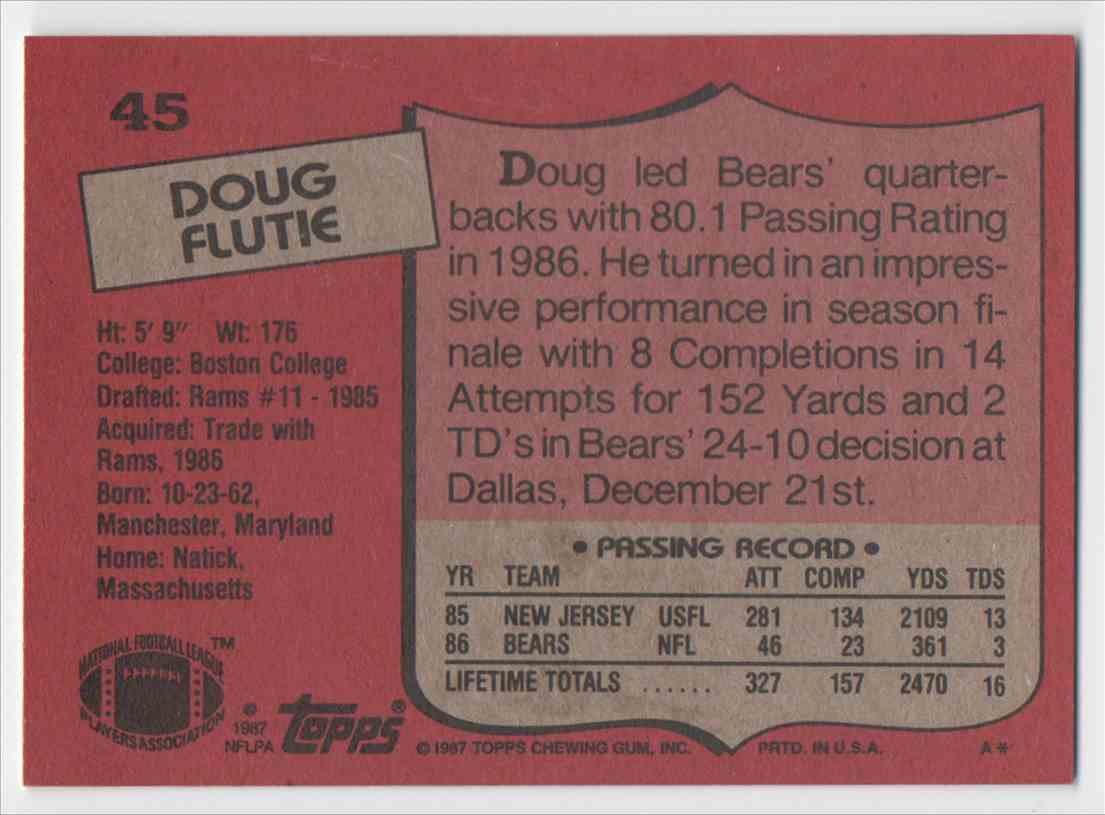 45
DOUG
FLUTIE
Ht: 5' 9" Wt: 176
College: Boston College
Drafted: Rams #11 - 1985
Acquired: Trade with
Rams, 1986
Born: 10-23-62,
Manchester, Maryland
Home: Natick,
Massachusetts
NATIONAL FOOTBALL LEAGUE ™
PLAYERS ASSOCIATION
© 1987
NFLPA
Topps®
Doug led Bears' quarter-
backs with 80.1 Passing Rating
in 1986. He turned in an impres-
sive performance in season fi-
nale with 8 Completions in 14
Attempts for 152 Yards and 2
TD's in Bears' 24-10 decision at
Dallas, December 21st.
• PASSING RECORD •
YR TEAM ATT COMP YDS TDS
85 NEW JERSEY USFL 281 134 2109 13
86 BEARS NFL 46 23 361 3
LIFETIME TOTALS ...... 327 157 2470 16
© 1987 TOPPS CHEWING GUM, INC. PRTD. IN U.S.A. A*